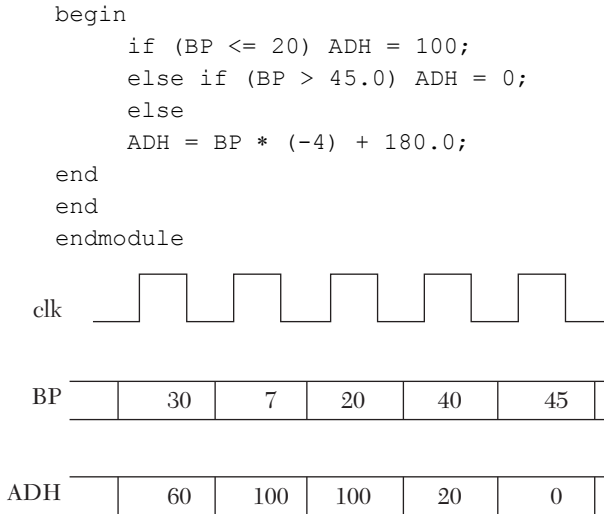 begin
if (BP <= 20) ADH = 100;
else if (BP > 45.0) ADH = 0;
else
ADH = BP * (-4) + 180.0;
end
end
endmodule
clk
BP 30 7 20 40 45
ADH 60 100 100 20 0